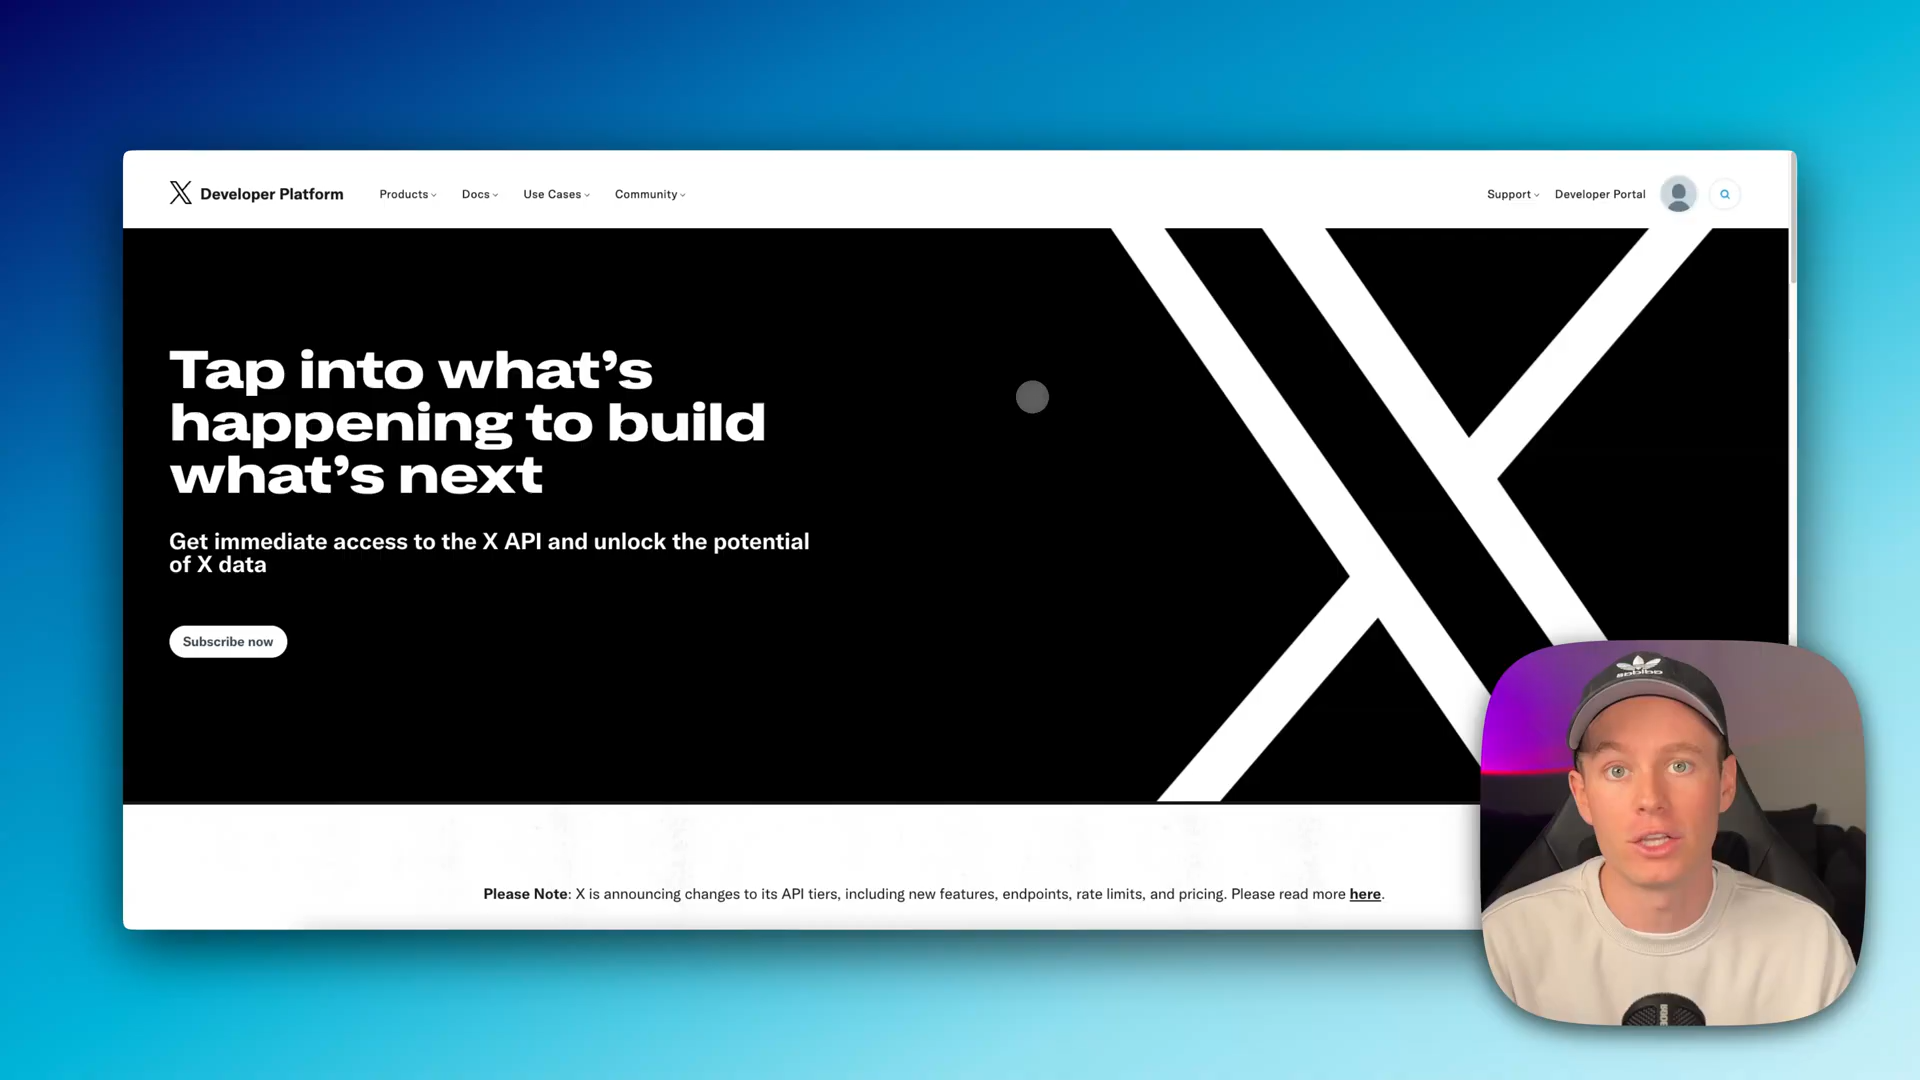 Developer Platform
Products
Docs
Use Cases
Community
Support
Developer Portal
Tap into what’s
happening to build
what’s next
Get immediate access to the X API and unlock the potential
of X data
Subscribe now
Please Note: X is announcing changes to its API tiers, including new features, endpoints, rate limits, and pricing. Please read more here.